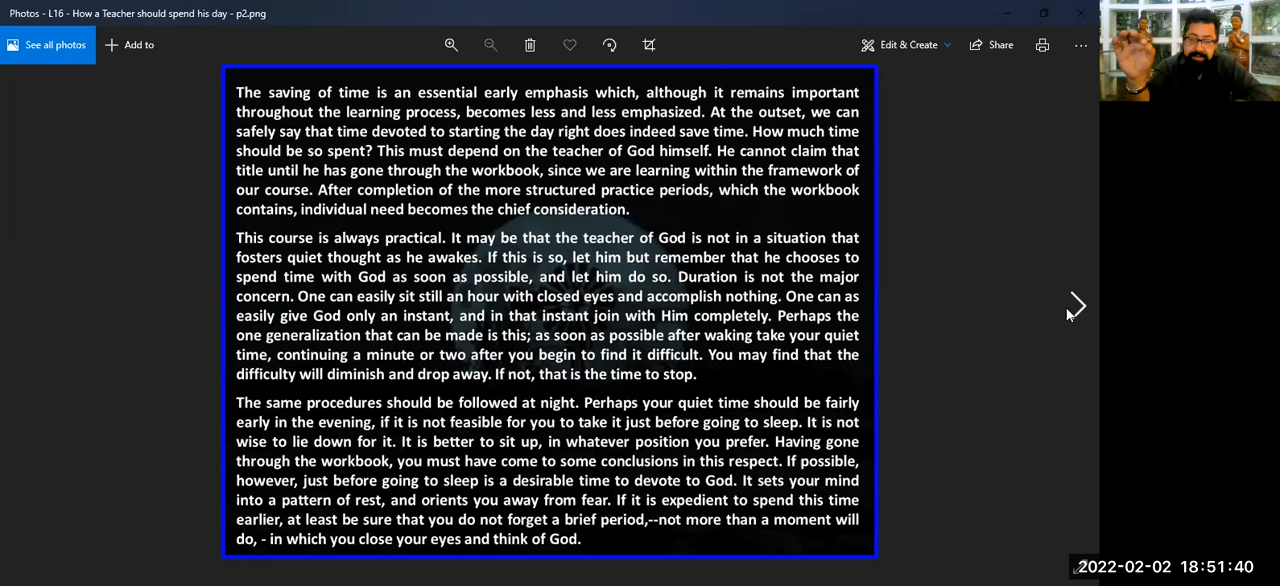 Photos - L16 - How a Teacher should spend his day - p2.png
See all photos
Add to
Edit & Create
Share
The saving of time is an essential early emphasis which, although it remains important
throughout the learning process, becomes less and less emphasized. At the outset, we can
safely say that time devoted to starting the day right does indeed save time. How much time
should be so spent? This must depend on the teacher of God himself. He cannot claim that
title until he has gone through the workbook, since we are learning within the framework of
our course. After completion of the more structured practice periods, which the workbook
contains, individual need becomes the chief consideration.
This course is always practical. It may be that the teacher of God is not in a situation that
fosters quiet thought as he awakes. If this is so, let him but remember that he chooses to
spend time with God as soon as possible, and let him do so. Duration is not the major
concern. One can easily sit still an hour with closed eyes and accomplish nothing. One can as
easily give God only an instant, and in that instant join with Him completely. Perhaps the
one generalization that can be made is this; as soon as possible after waking take your quiet
time, continuing a minute or two after you begin to find it difficult. You may find that the
difficulty will diminish and drop away. If not, that is the time to stop.
The same procedures should be followed at night. Perhaps your quiet time should be fairly
early in the evening, if it is not feasible for you to take it just before going to sleep. It is not
wise to lie down for it. It is better to sit up, in whatever position you prefer. Having gone
through the workbook, you must have come to some conclusions in this respect. If possible,
however, just before going to sleep is a desirable time to devote to God. It sets your mind
into a pattern of rest, and orients you away from fear. If it is expedient to spend this time
earlier, at least be sure that you do not forget a brief period,--not more than a moment will
do, - in which you close your eyes and think of God.
2022-02-02 18:51:40